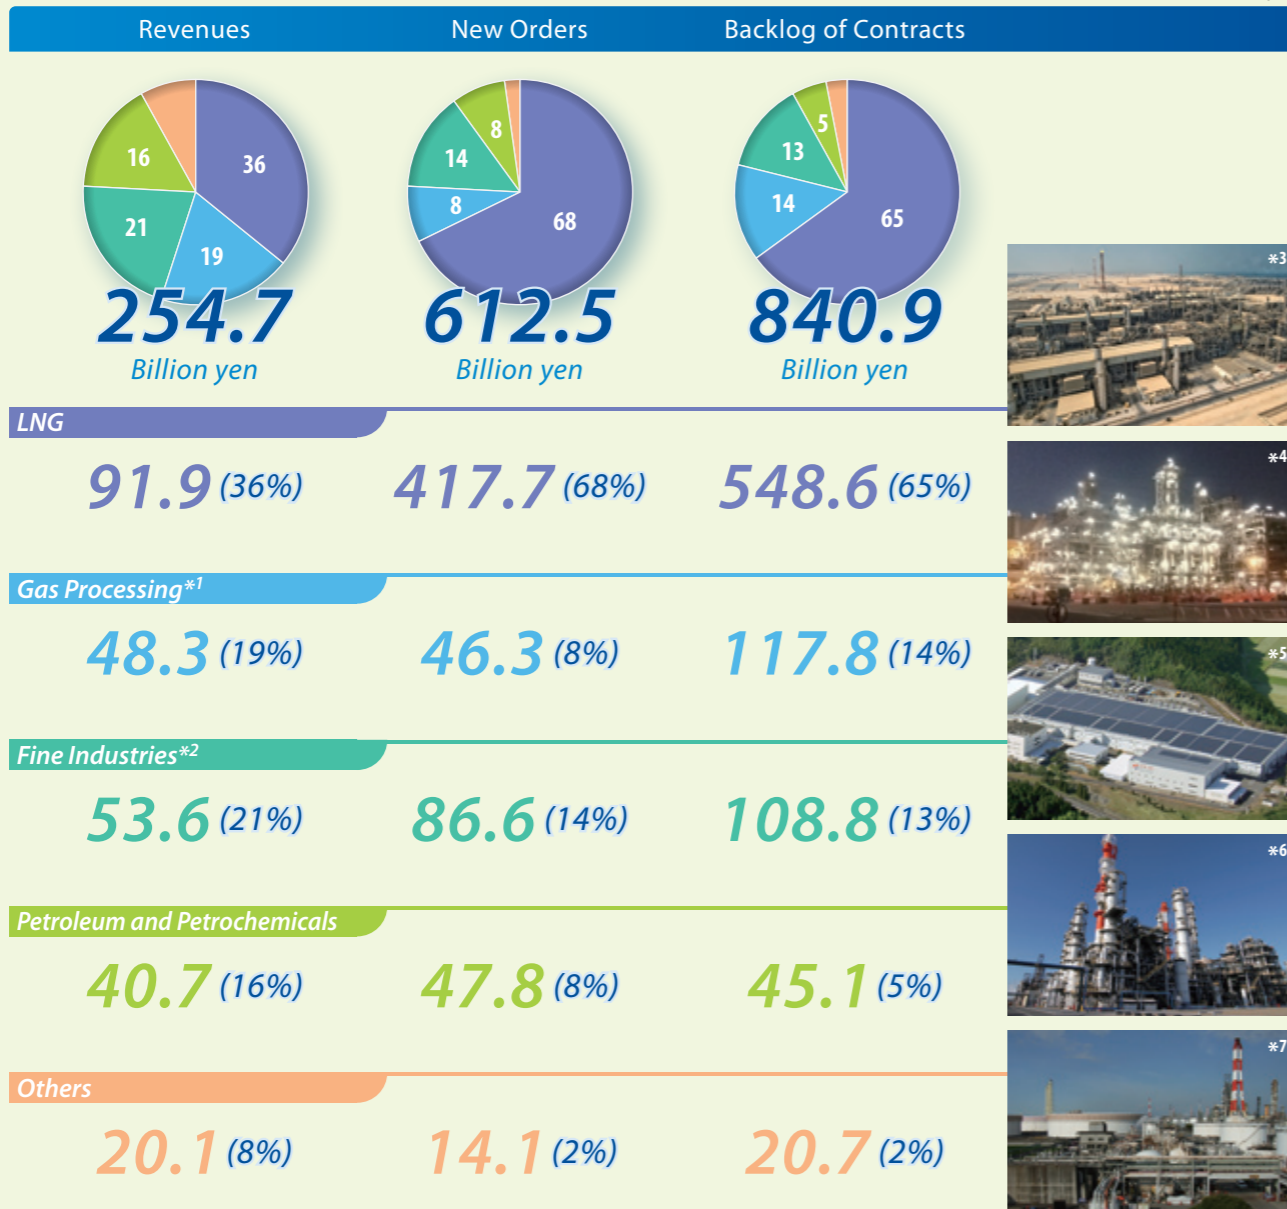 Revenues New Orders Backlog of Contracts
36
19
21
16
68
8
14
8
65
14
13
5
254.7 612.5 840.9
Billion yen Billion yen Billion yen
*3
LNG
91.9 (36%) 417.7 (68%) 548.6 (65%)
*4
Gas Processing*1
48.3 (19%) 46.3 (8%) 117.8 (14%)
*5
Fine Industries*2
53.6 (21%) 86.6 (14%) 108.8 (13%)
*6
Petroleum and Petrochemicals
40.7 (16%) 47.8 (8%) 45.1 (5%)
*7
Others
20.1 (8%) 14.1 (2%) 20.7 (2%)